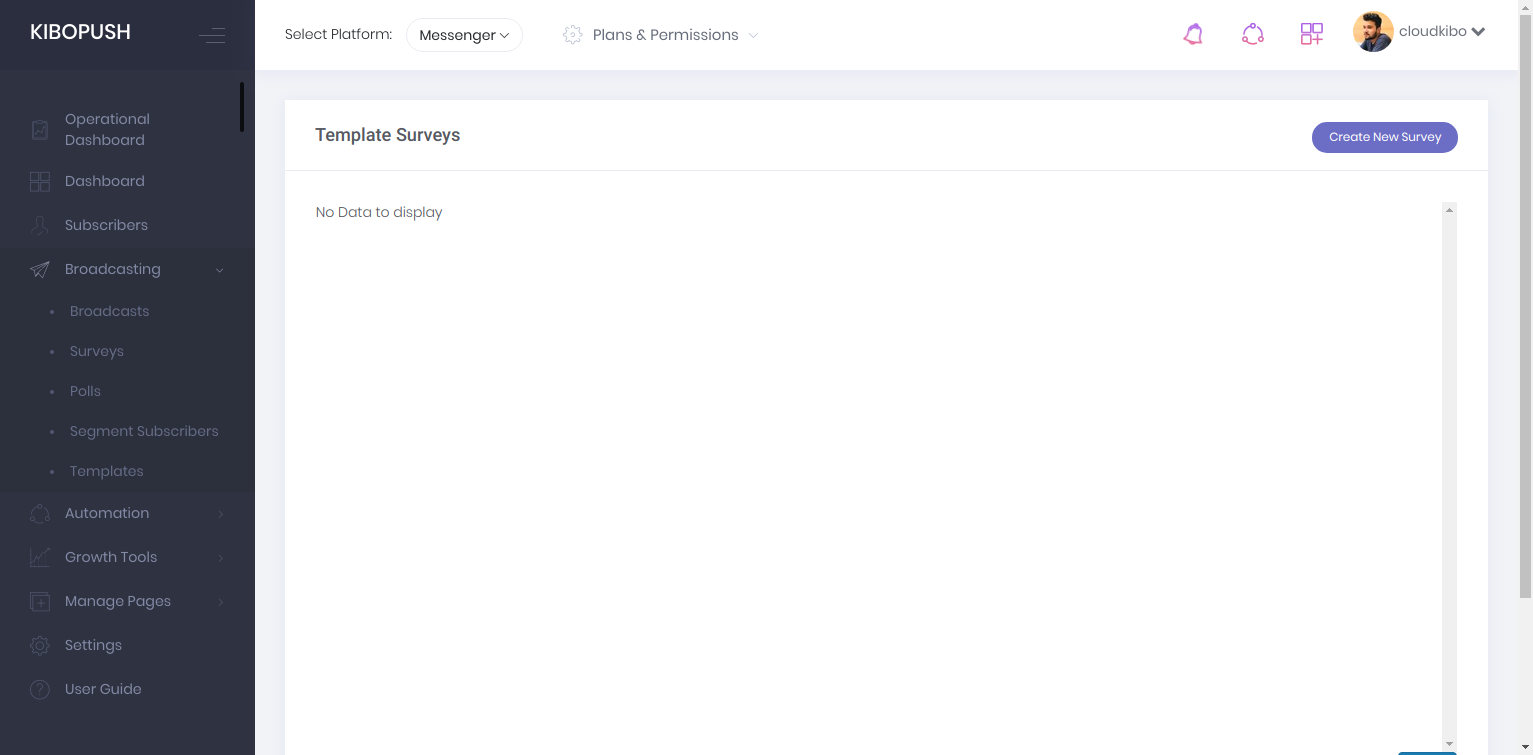 KIBOPUSH
Select Platform: Messenger
Plans & Permissions
cloudkibo
Operational
Dashboard
Dashboard
Subscribers
Broadcasting
• Broadcasts
• Surveys
• Polls
• Segment Subscribers
• Templates
Automation
Growth Tools
Manage Pages
Settings
User Guide
Template Surveys
Create New Survey
No Data to display